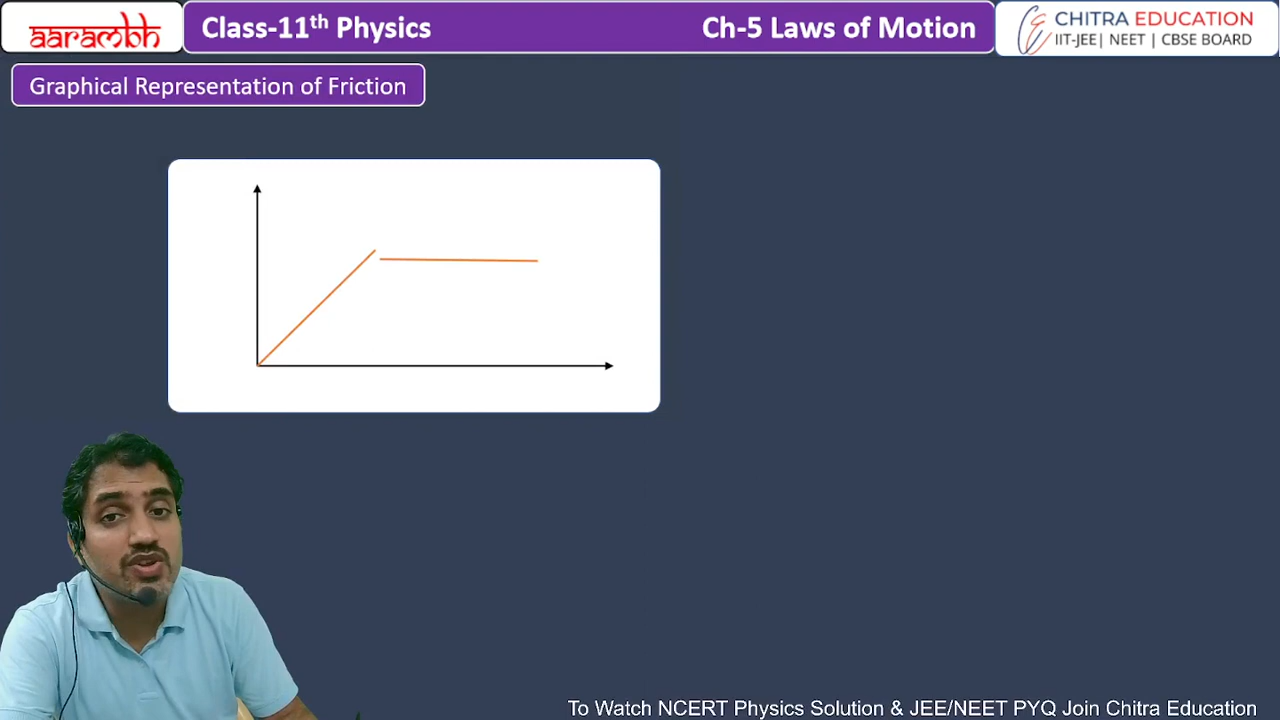 aarambh
Class-11th Physics
Ch-5 Laws of Motion
CHITRA EDUCATION
IIT-JEE| NEET | CBSE BOARD
Graphical Representation of Friction
To Watch NCERT Physics Solution & JEE/NEET PYQ Join Chitra Education